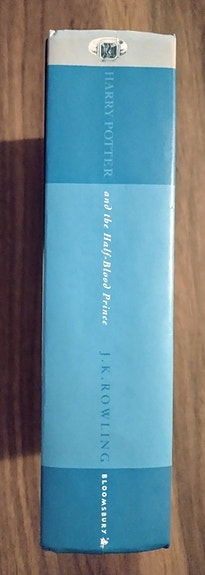 HARRY POTTER
and the Half-Blood Prince
J.K.ROWLING
BLOOMSBURY